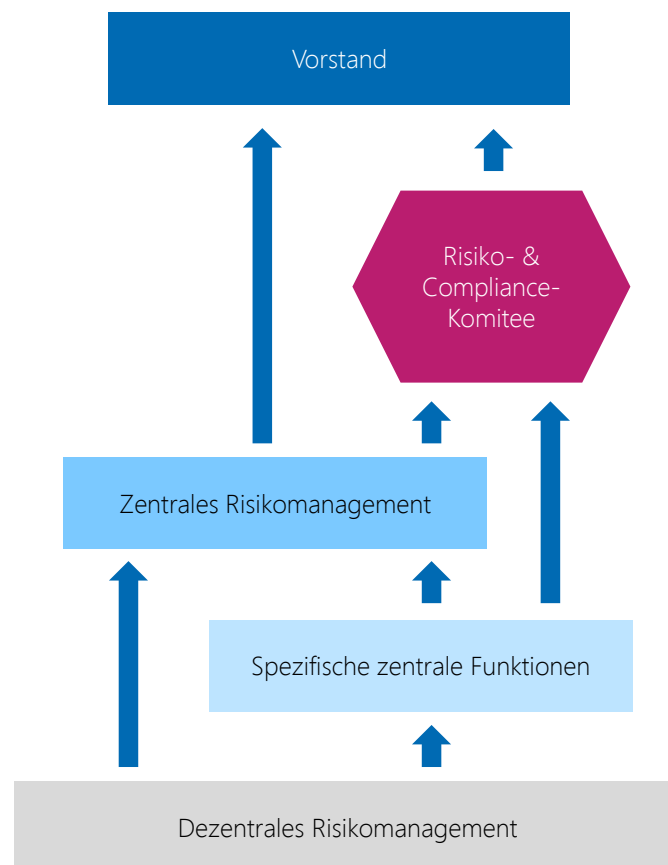 Vorstand
Risiko- &
Compliance-
Komitee
Zentrales Risikomanagement
Spezifische zentrale Funktionen
Dezentrales Risikomanagement